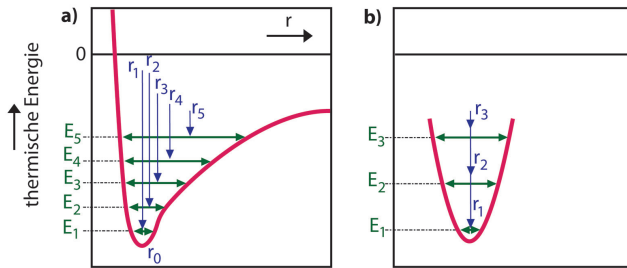 a)
r
b)
0
thermische Energie
r1
r2
r3
r4
r5
E5
E4
E3
E2
E1
r0
r3
E3
r2
E2
r1
E1